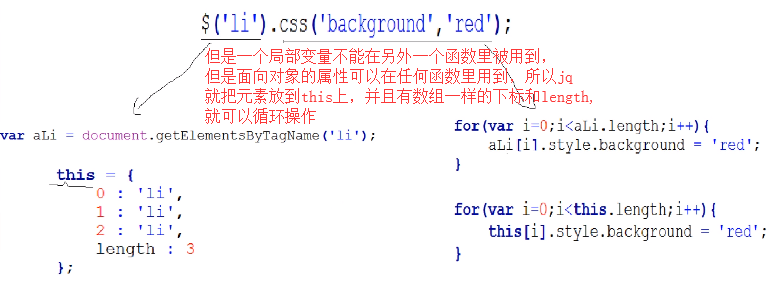 $('li').css('background','red');
但是一个局部变量不能在另外一个函数里被用到，
但是面向对象的属性可以在任何函数里用到、所以jq
就把元素放到this上，并且有数组一样的下标和length,
就可以循环操作
var aLi = document.getElementsByTagName('li');
this = {
0 : 'li',
1 : 'li',
2 : 'li',
length : 3
};
for(var i=0;i<aLi.length;i++){
aLi[i].style.background = 'red';
}
for(var i=0;i<this.length;i++){
this[i].style.background = 'red';
}